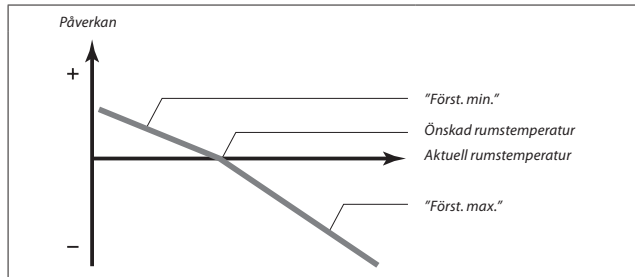 Påverkan
+
"Först. min."
Önskad rumstemperatur
Aktuell rumstemperatur
"Först. max."
–